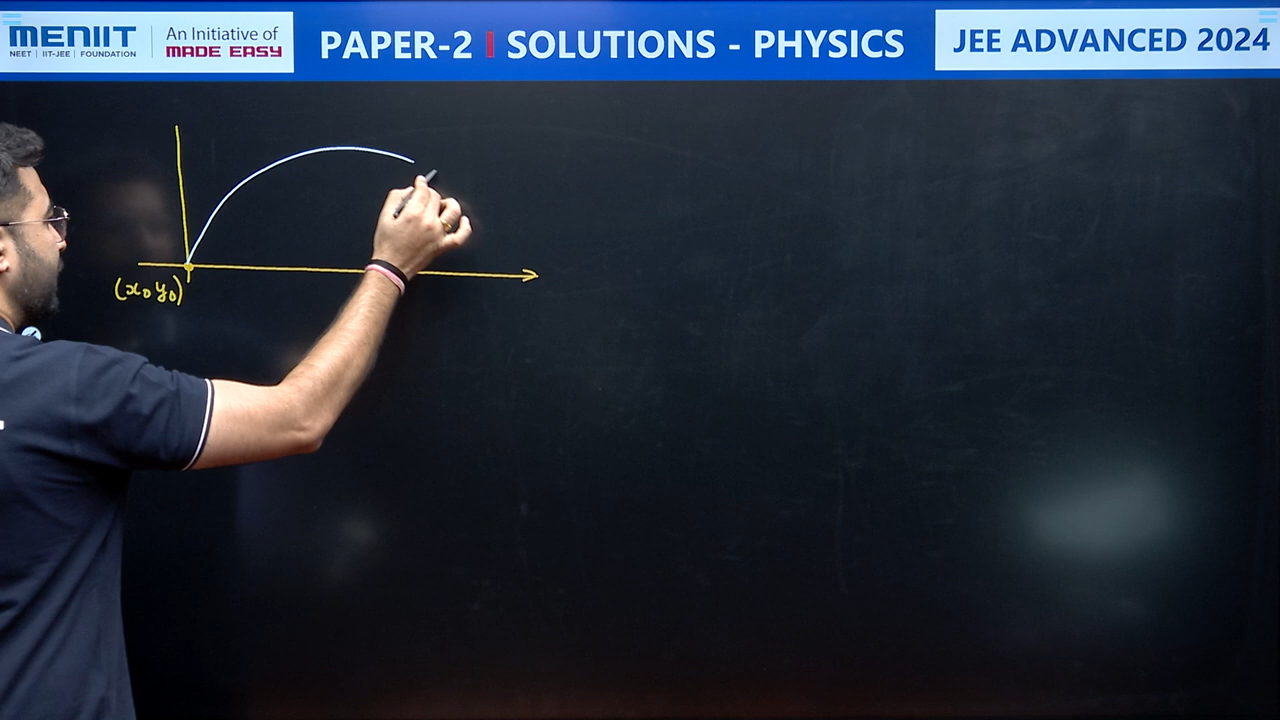 MENIIT
NEET | IIT-JEE | FOUNDATION
An Initiative of
MADE EASY
PAPER-2 | SOLUTIONS - PHYSICS
JEE ADVANCED 2024
(x₀ y₀)